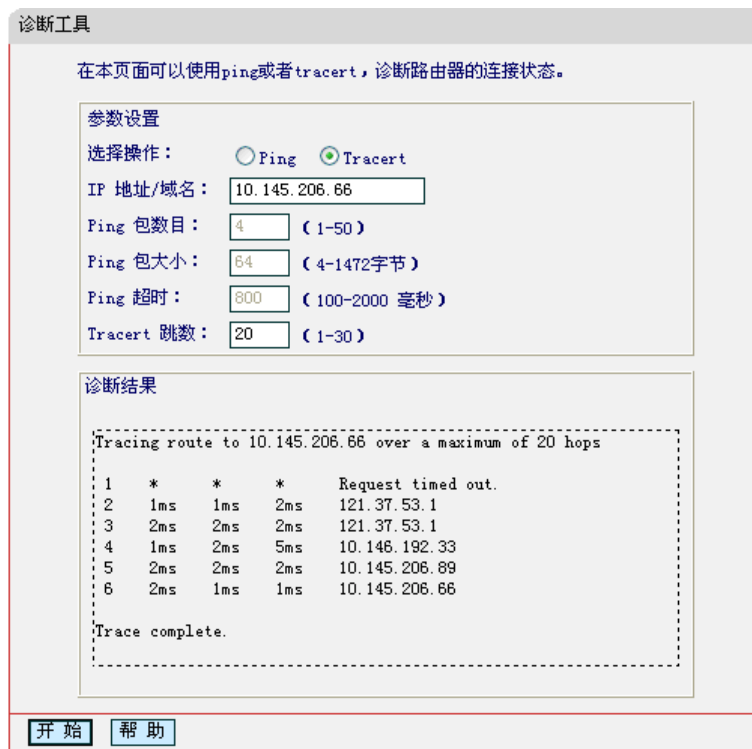 诊断工具
在本页面可以使用ping或者tracert，诊断路由器的连接状态。
参数设置
选择操作： Ping Tracert
IP 地址/域名： 10.145.206.66
Ping 包数目： 4 （1-50）
Ping 包大小： 64 （4-1472字节）
Ping 超时： 800 （100-2000 毫秒）
Tracert 跳数： 20 （1-30）
诊断结果
Tracing route to 10.145.206.66 over a maximum of 20 hops
1 * * * Request timed out.
2 1ms 1ms 2ms 121.37.53.1
3 2ms 2ms 2ms 121.37.53.1
4 1ms 2ms 5ms 10.146.192.33
5 2ms 2ms 2ms 10.145.206.89
6 2ms 1ms 1ms 10.145.206.66
Trace complete.
开 始 帮 助